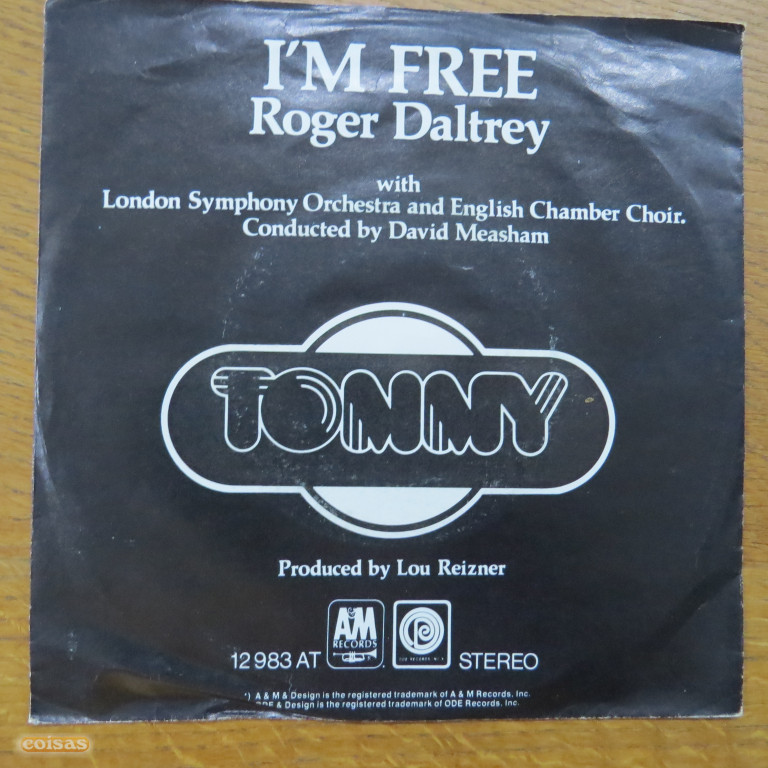 I'M FREE
Roger Daltrey
with
London Symphony Orchestra and English Chamber Choir.
Conducted by David Measham
TOMMY
Produced by Lou Reizner
A&M
RECORDS
12 983 AT
STEREO
A & M & Design is the registered trademark of A & M Records, Inc.
& Design is the registered trademark of ODE Records, Inc.
coisas